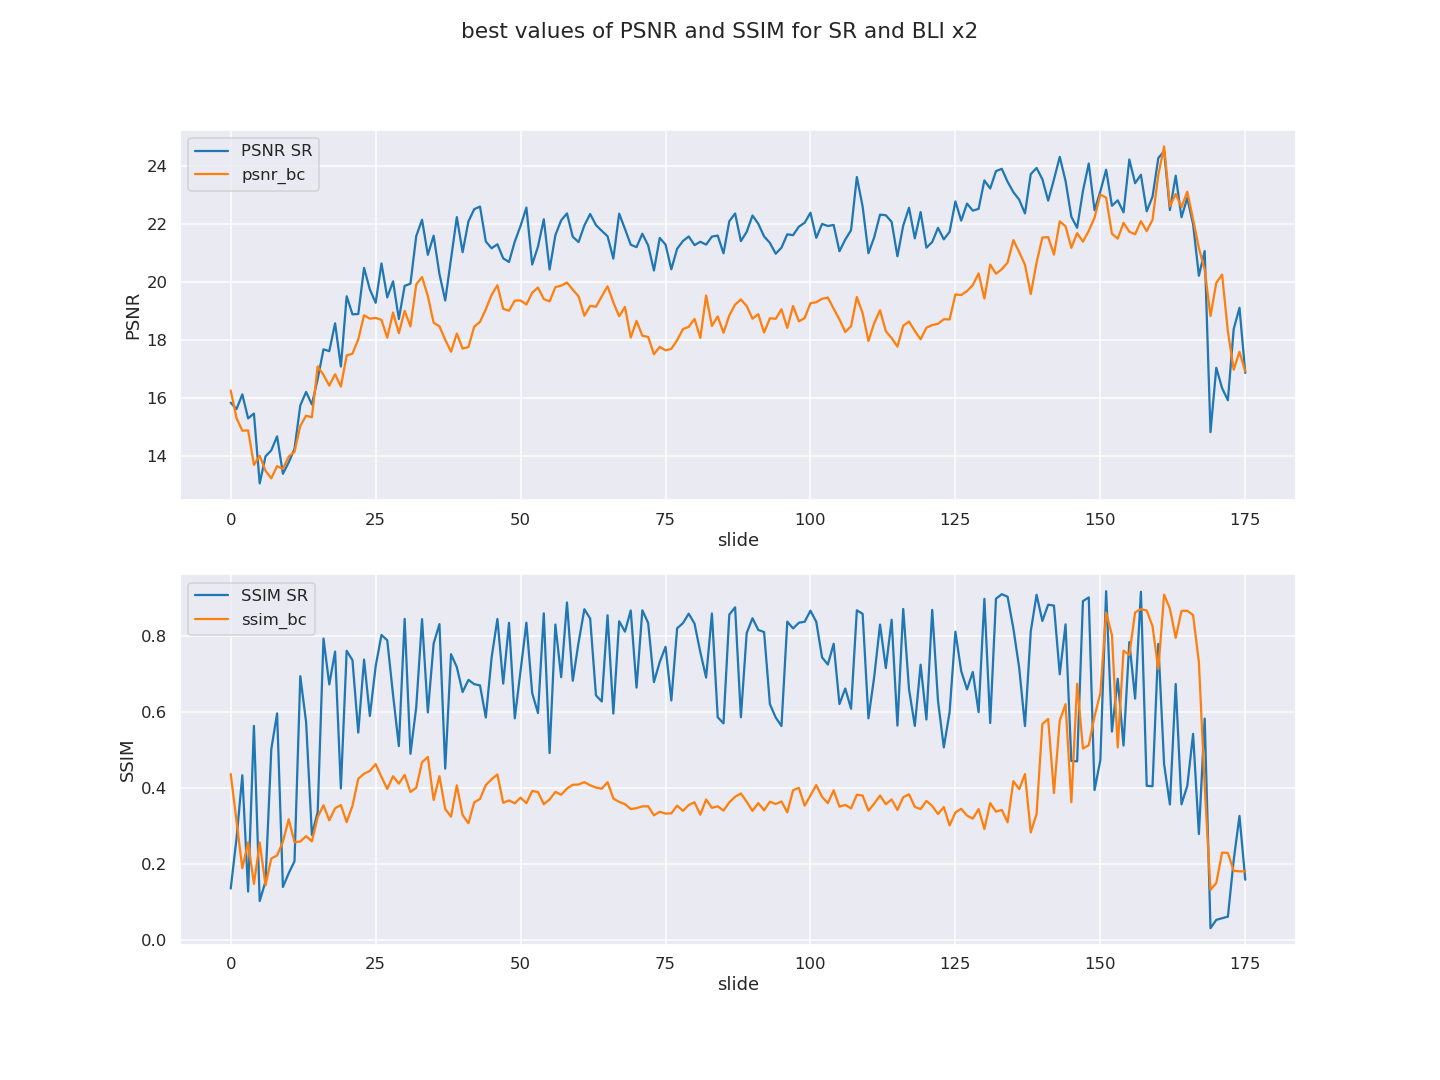 best values of PSNR and SSIM for SR and BLI x2
PSNR SR
psnr_bc
24
22
20
18
16
14
PSNR
0 25 50 75 100 125 150 175
slide
SSIM SR
ssim_bc
0.8
0.6
0.4
0.2
0.0
SSIM
0 25 50 75 100 125 150 175
slide